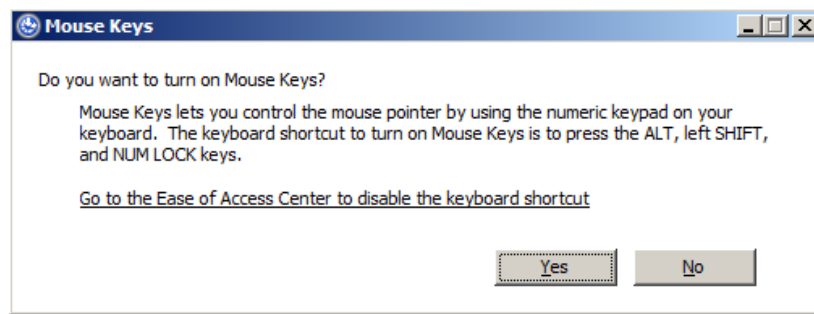 Mouse Keys
Do you want to turn on Mouse Keys?
Mouse Keys lets you control the mouse pointer by using the numeric keypad on your
keyboard.  The keyboard shortcut to turn on Mouse Keys is to press the ALT, left SHIFT,
and NUM LOCK keys.
Go to the Ease of Access Center to disable the keyboard shortcut
Yes No